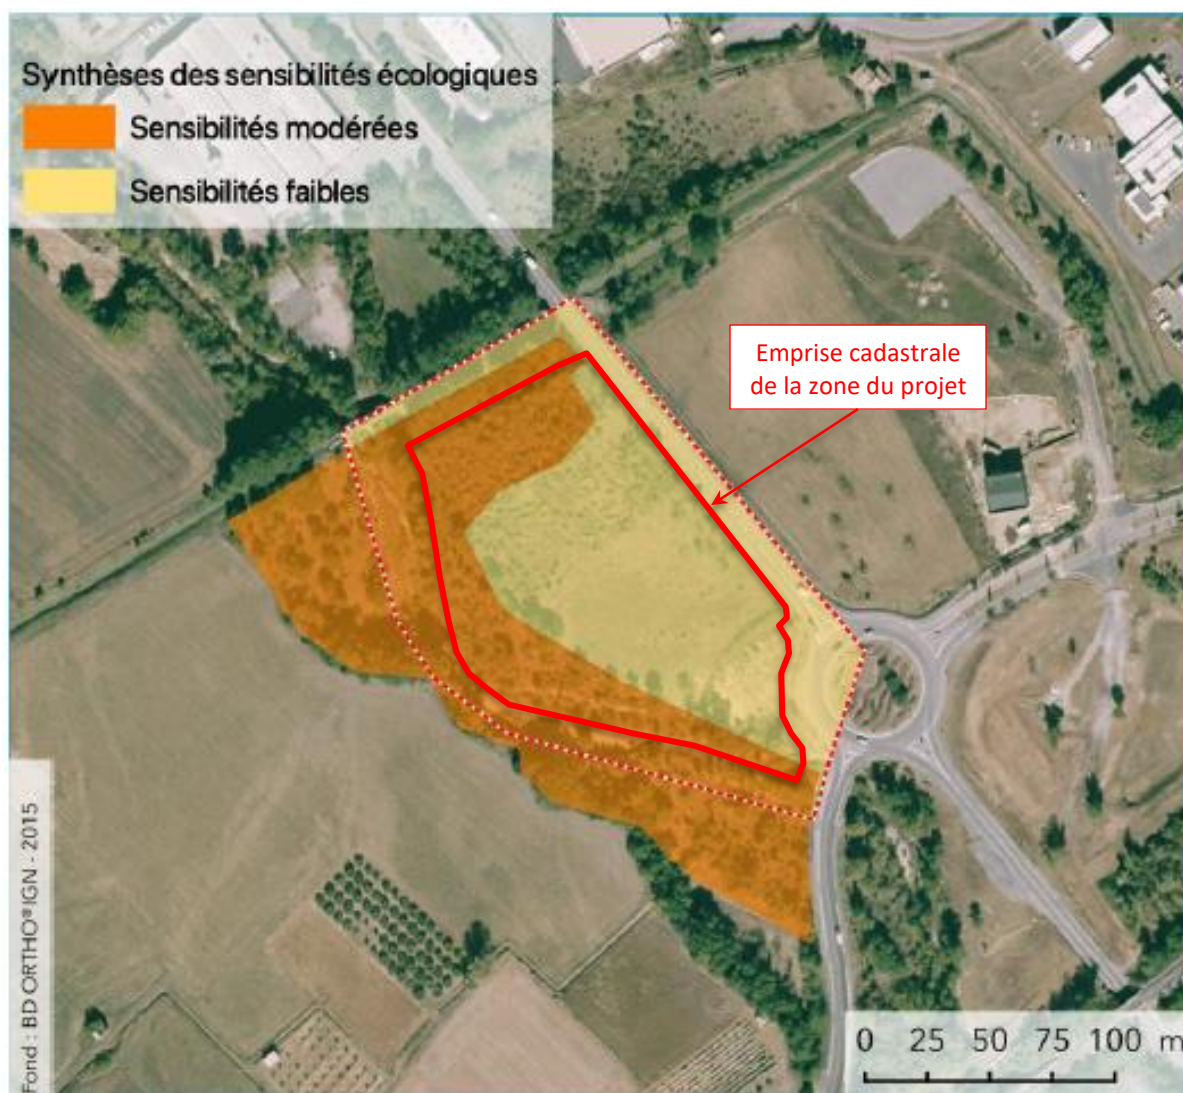 Synthèses des sensibilités écologiques
Sensibilités modérées
Sensibilités faibles
Emprise cadastrale
de la zone du projet
Fond : BD ORTHO®IGN - 2015
0 25 50 75 100 m